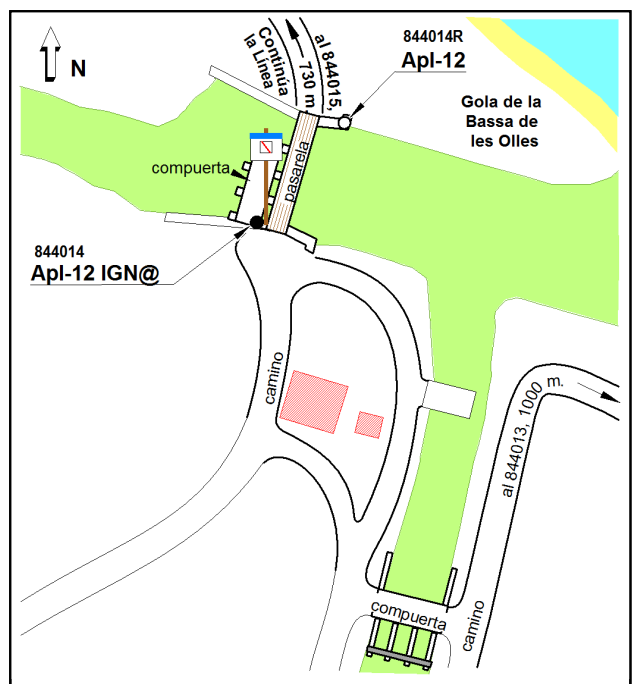 844014R
Apl-12
N
Continúa
la Línea
al 844015,
730 m.
Gola de la
Bassa de
les Olles
compuerta
pasarela
844014
Apl-12 IGN@
camino
al 844013, 1000 m.
compuerta
camino